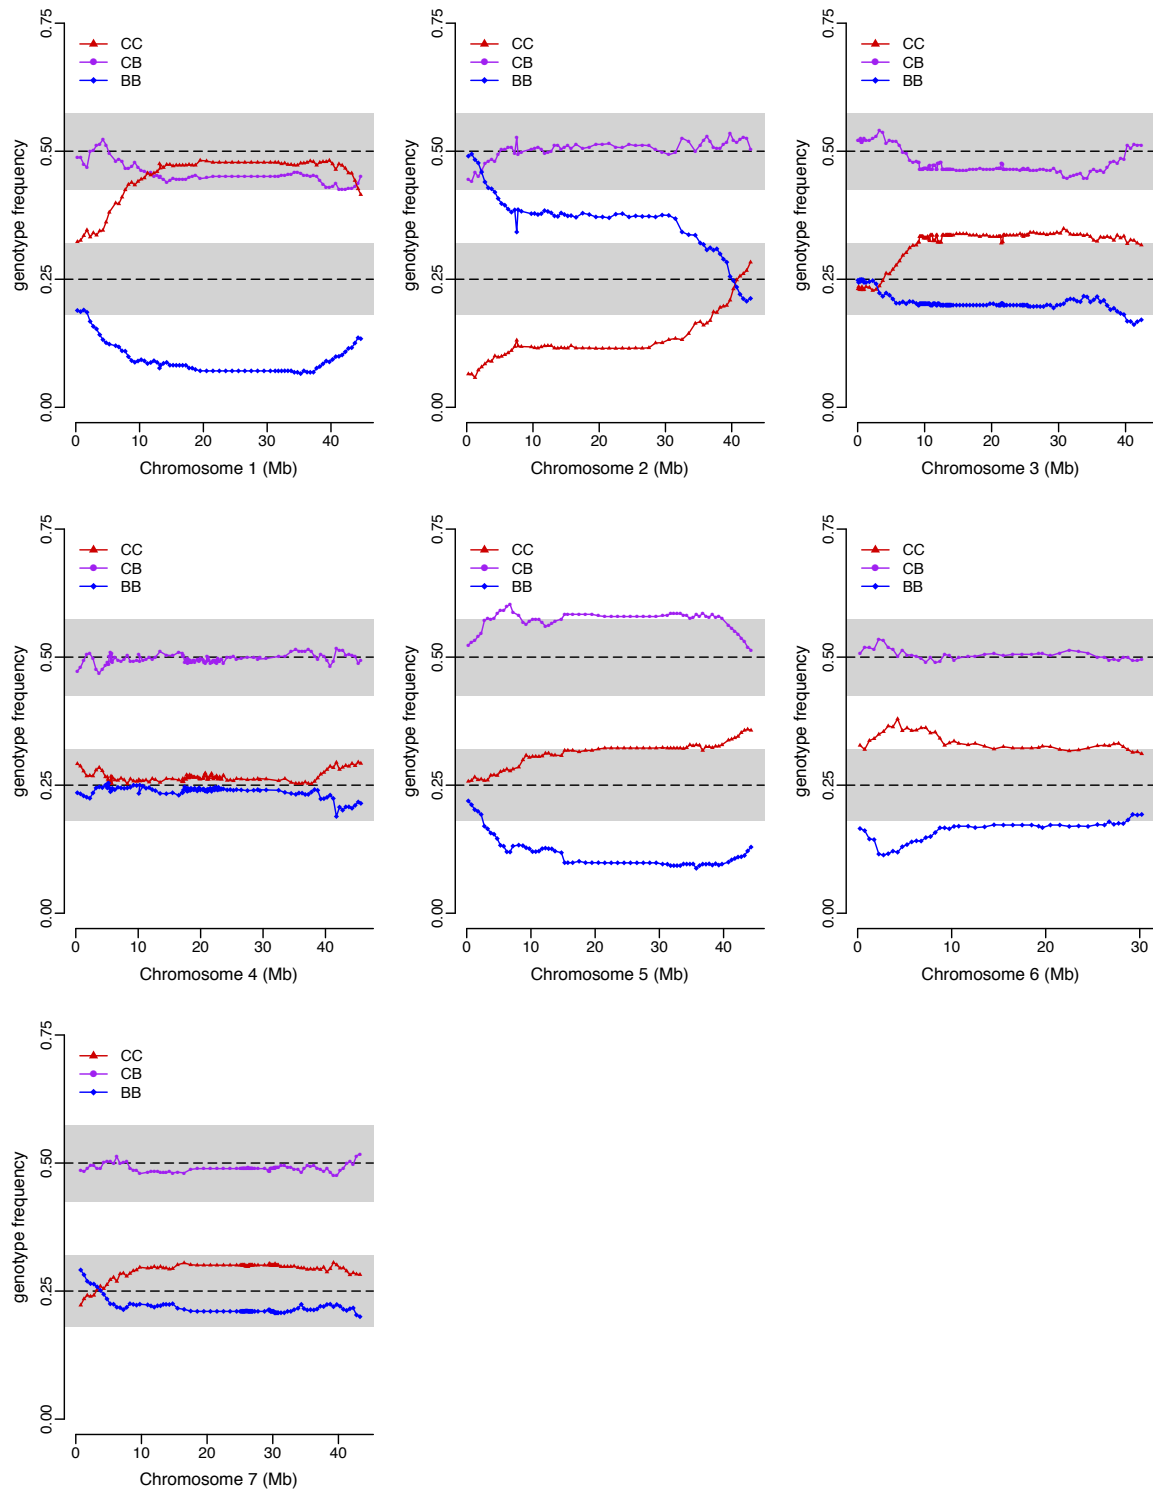 CC
CB
BB
genotype frequency
0.00 0.25 0.50 0.75
0 10 20 30 40
Chromosome 1 (Mb)
CC
CB
BB
genotype frequency
0.00 0.25 0.50 0.75
0 10 20 30 40
Chromosome 2 (Mb)
CC
CB
BB
genotype frequency
0.00 0.25 0.50 0.75
0 10 20 30 40
Chromosome 3 (Mb)
CC
CB
BB
genotype frequency
0.00 0.25 0.50 0.75
0 10 20 30 40
Chromosome 4 (Mb)
CC
CB
BB
genotype frequency
0.00 0.25 0.50 0.75
0 10 20 30 40
Chromosome 5 (Mb)
CC
CB
BB
genotype frequency
0.00 0.25 0.50 0.75
0 10 20 30
Chromosome 6 (Mb)
CC
CB
BB
genotype frequency
0.00 0.25 0.50 0.75
0 10 20 30 40
Chromosome 7 (Mb)